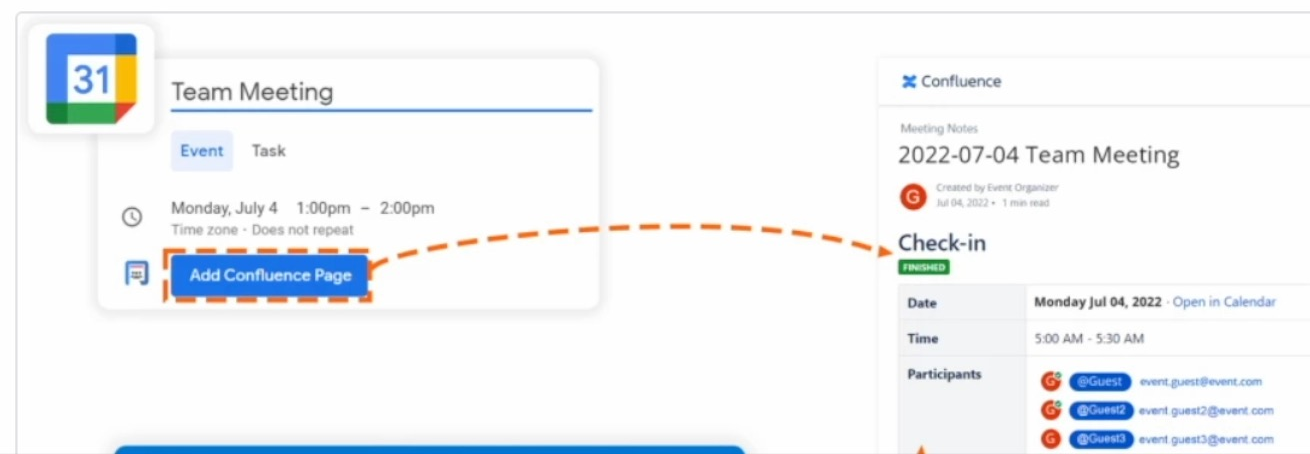 31
Team Meeting
Event Task
Monday, July 4 1:00pm – 2:00pm
Time zone · Does not repeat
Add Confluence Page
Confluence
Meeting Notes
2022-07-04 Team Meeting
G
Created by Event Organizer
Jul 04, 2022 • 1 min read
Check-in
FINISHED
Date Monday Jul 04, 2022 · Open in Calendar
Time 5:00 AM - 5:30 AM
Participants
G @Guest event.guest@event.com
G @Guest2 event.guest2@event.com
G @Guest3 event.guest3@event.com